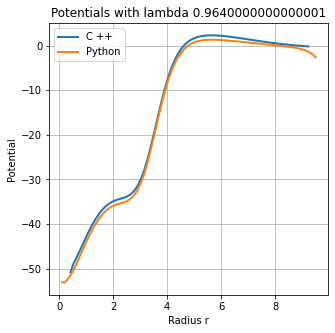 Potentials with lambda 0.9640000000000001
C ++
Python
0
−10
−20
−30
−40
−50
Potential
0
2
4
6
8
Radius r